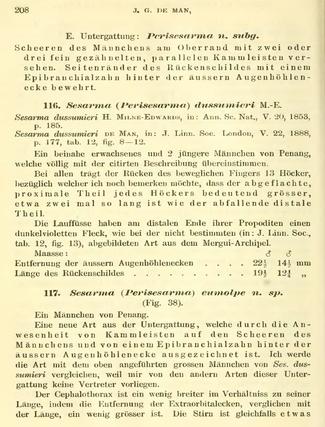 208
J. G. DE MAN,
E. Untergattung: Perisesarma n. subg.
Scheeren des Männchens am Oberrand mit zwei oder
drei fein gezähnelten, parallelen Kammleisten ver-
sehen. Seitenränder des Rückenschildes mit einem
Epibranchialzahn hinter der äussern Augenhöhlen-
ecke bewehrt.
116. Sesarma (Perisesarma) dussumieri M.-E.
Sesarma dussumieri H. MILNE-EDWARDS, in: Ann. Sc. Nat., V. 20, 1853,
p. 185.
Sesarma dussumieri DE MAN, in: J. Linn. Soc. London, V. 22, 1888,
p. 177, tab. 12, fig. 8—12.
Ein beinahe erwachsenes und 2 jüngere Männchen von Penang,
welche völlig mit der citirten Beschreibung übereinstimmen.
Bei allen trägt der Rücken des beweglichen Fingers 13 Höcker,
bezüglich welcher ich noch bemerken möchte, dass der abgeflachte,
proximale Theil jedes Höckers bedeutend grösser,
etwa zwei mal so lang ist wie der abfallende distale
Theil.
Die Lauffüsse haben am distalen Ende ihrer Propoditen einen
dunkelvioletten Fleck, wie bei der nicht bestimmten (in: J. Linn. Soc.,
tab. 12, fig. 13), abgebildeten Art aus dem Mergui-Archipel.
Maasse: ♂ ♂
Entfernung der äussern Augenhöhlenecken . . . . 22½ 14½ mm
Länge des Rückenschildes . . . . . . . . . 19½ 12¾ „
117. Sesarma (Perisesarma) eumolpe n. sp.
(Fig. 38).
Ein Männchen von Penang.
Eine neue Art aus der Untergattung, welche durch die An-
wesenheit von Kammleisten auf den Scheeren des
Männchens und von einem Epibranchialzahn hinter der
äussern Augenhöhlenecke ausgezeichnet ist. Ich werde
die Art mit dem oben angeführten grossen Männchen von Ses. dus-
sumieri vergleichen, weil mir von den andern Arten dieser Unter-
gattung keine Vertreter vorliegen.
Der Cephalothorax ist ein wenig breiter im Verhältniss zu seiner
Länge, indem die Entfernung der Extraorbitalecken, verglichen mit
der Länge, ein wenig grösser ist. Die Stirn ist gleichfalls etwas